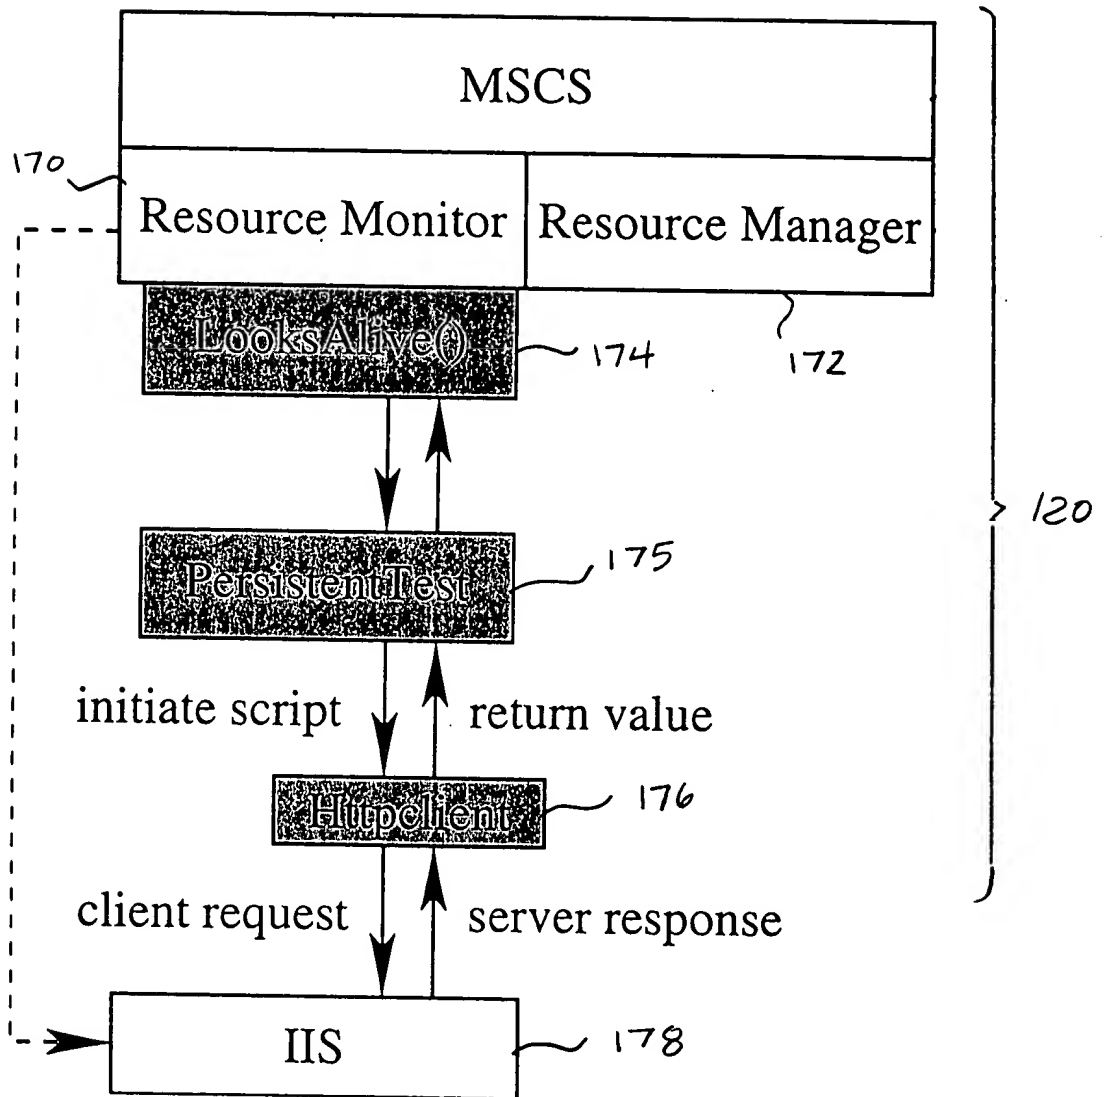 MSCS
170
Resource Monitor
Resource Manager
LooksAlive()
174
172
120
PersistentTest
175
initiate script
return value
Httpclient
176
client request
server response
IIS
178